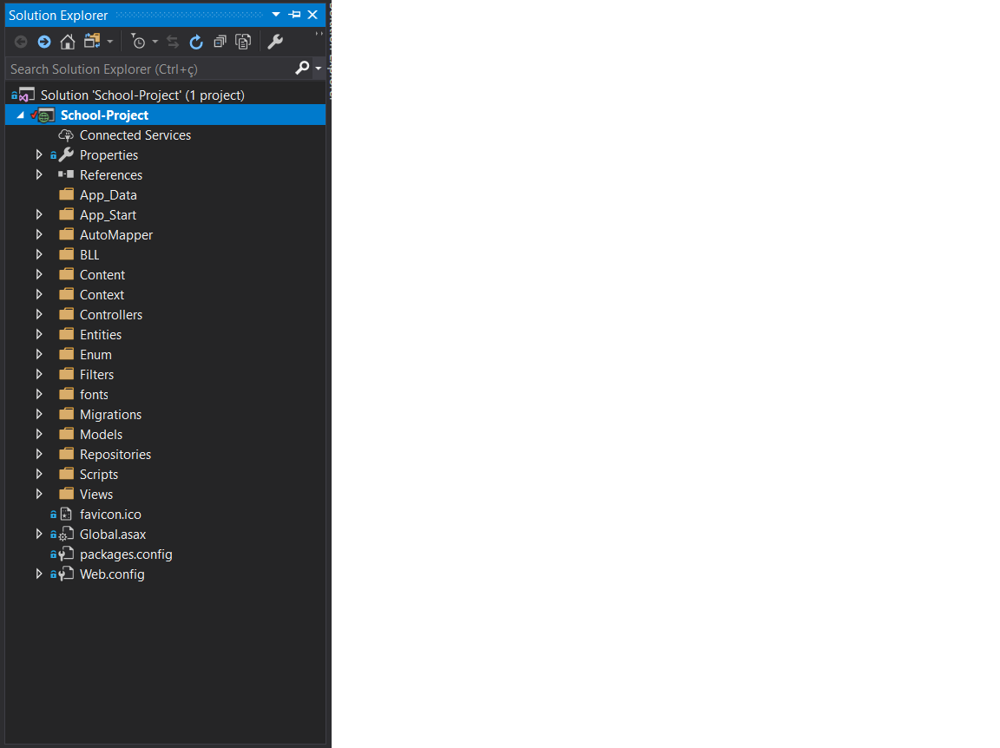 Solution Explorer
Search Solution Explorer (Ctrl+ç)
Solution 'School-Project' (1 project)
School-Project
Connected Services
Properties
References
App_Data
App_Start
AutoMapper
BLL
Content
Context
Controllers
Entities
Enum
Filters
fonts
Migrations
Models
Repositories
Scripts
Views
favicon.ico
Global.asax
packages.config
Web.config